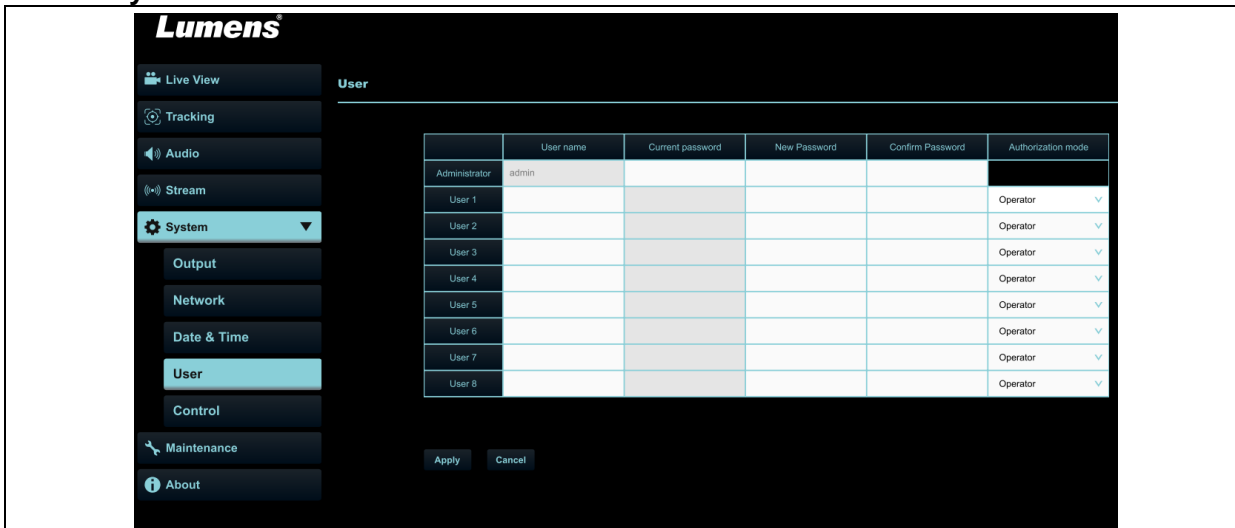 Lumens®
Live View
Tracking
Audio
Stream
System
Output
Network
Date & Time
User
Control
Maintenance
About
User
User name Current password New Password Confirm Password Authorization mode
Administrator admin
User 1 Operator
User 2 Operator
User 3 Operator
User 4 Operator
User 5 Operator
User 6 Operator
User 7 Operator
User 8 Operator
Apply Cancel